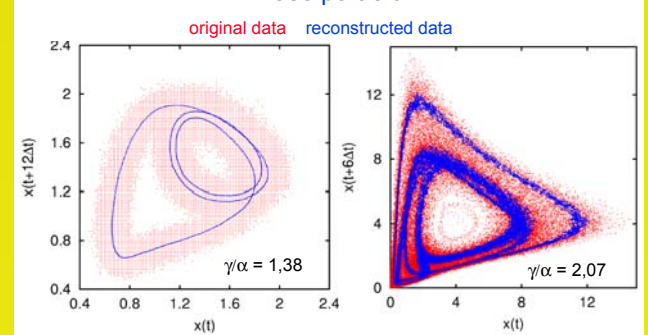 original data reconstructed data
2.4
2
1.6
1.2
0.8
0.4
x(t+12Δt)
γ/α = 1,38
0.4 0.8 1.2 1.6 2 2.4
x(t)
12
8
4
0
x(t+6Δt)
γ/α = 2,07
0 4 8 12
x(t)